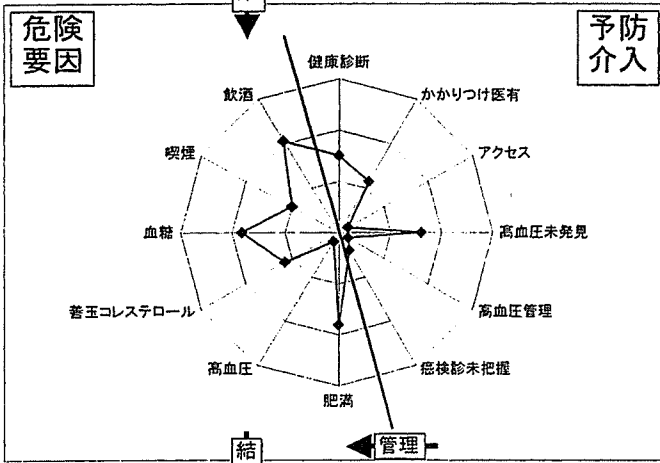 危険
要因
予防
介入
健康診断
飲酒
かかりつけ医有
喫煙
アクセス
血糖
高血圧未発見
善玉コレステロール
高血圧管理
高血圧
癌検診未把握
肥満
結
管理